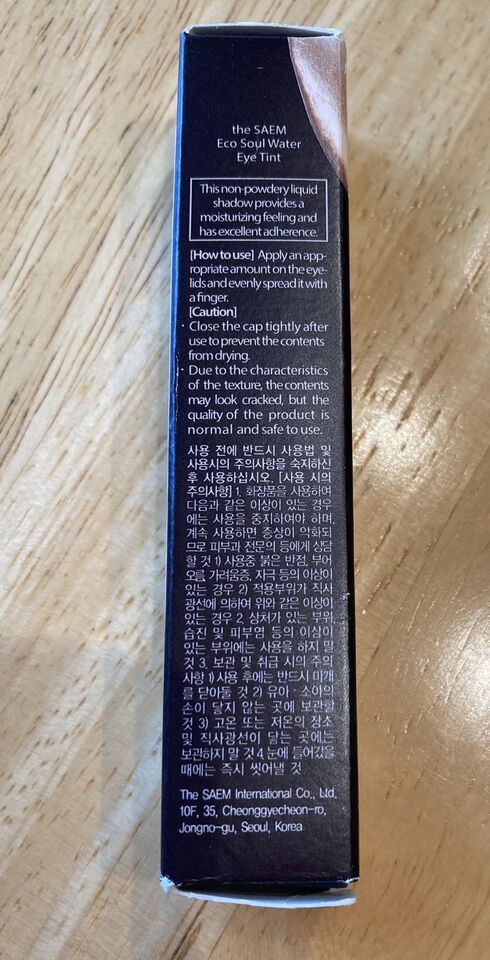 the SAEM
Eco Soul Water
Eye Tint
This non-powdery liquid
shadow provides a
moisturizing feeling and
has excellent adherence.
[How to use] Apply an app-
ropriate amount on the eye-
lids and evenly spread it with
a finger.
[Caution]
· Close the cap tightly after
use to prevent the contents
from drying.
· Due to the characteristics
of the texture, the contents
may look cracked, but the
quality of the product is
normal and safe to use.
사용 전에 반드시 사용법 및
사용시의 주의사항을 숙지하신
후 사용하십시오. [사용 시의
주의사항] 1. 화장품을 사용하여
다음과 같은 이상이 있는 경우
에는 사용을 중지하여야 하며,
계속 사용하면 증상이 악화되
므로 피부과 전문의 등에게 상담
할 것 1) 사용중 붉은 반점, 부어
오름, 가려움증, 자극 등의 이상이
있는 경우 2) 적용부위가 직사
광선에 의하여 위와 같은 이상이
있는 경우 2. 상처가 있는 부위,
습진 및 피부염 등의 이상이
있는 부위에는 사용을 하지 말
것 3. 보관 및 취급 시의 주의
사항 1) 사용 후에는 반드시 마개
를 닫아둘 것 2) 유아·소아의
손이 닿지 않는 곳에 보관할
것 3) 고온 또는 저온의 장소
및 직사광선이 닿는 곳에는
보관하지 말 것 4. 눈에 들어갔을
때에는 즉시 씻어낼 것
The SAEM International Co., Ltd.
10F, 35, Cheonggyecheon-ro,
Jongno-gu, Seoul, Korea